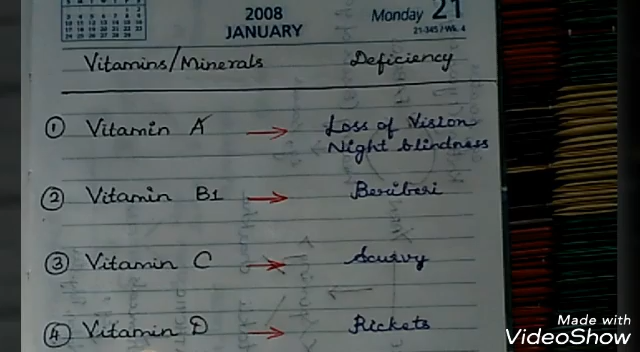 2008
JANUARY
Monday 21
21-345 / Wk. 4
Vitamins/Minerals Deficiency
① Vitamin A → Loss of Vision
Night blindness
② Vitamin B1 → Beriberi
③ Vitamin C → Scurvy
④ Vitamin D → Rickets
Made with
VideoShow